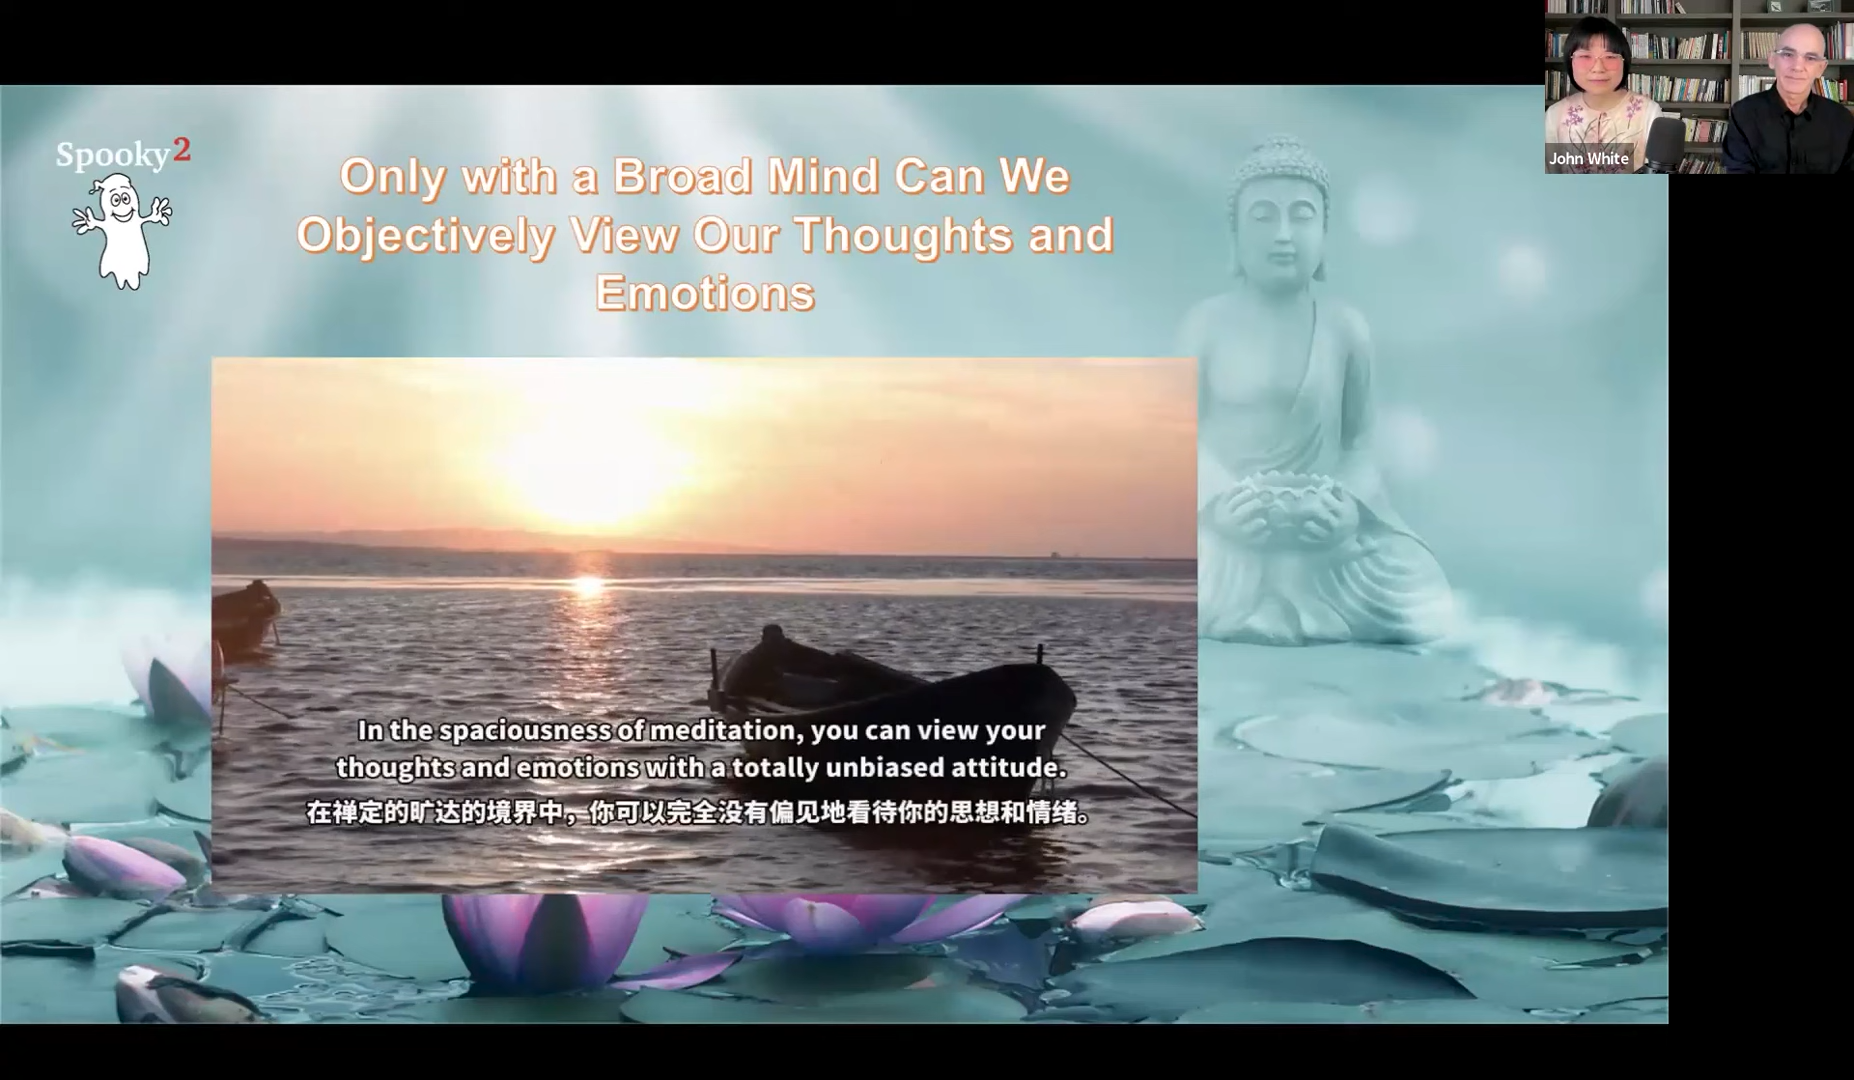 Spooky2
Only with a Broad Mind Can We
Objectively View Our Thoughts and
Emotions
John White
In the spaciousness of meditation, you can view your
thoughts and emotions with a totally unbiased attitude.
在禅定的旷达的境界中，你可以完全没有偏见地看待你的思想和情绪。